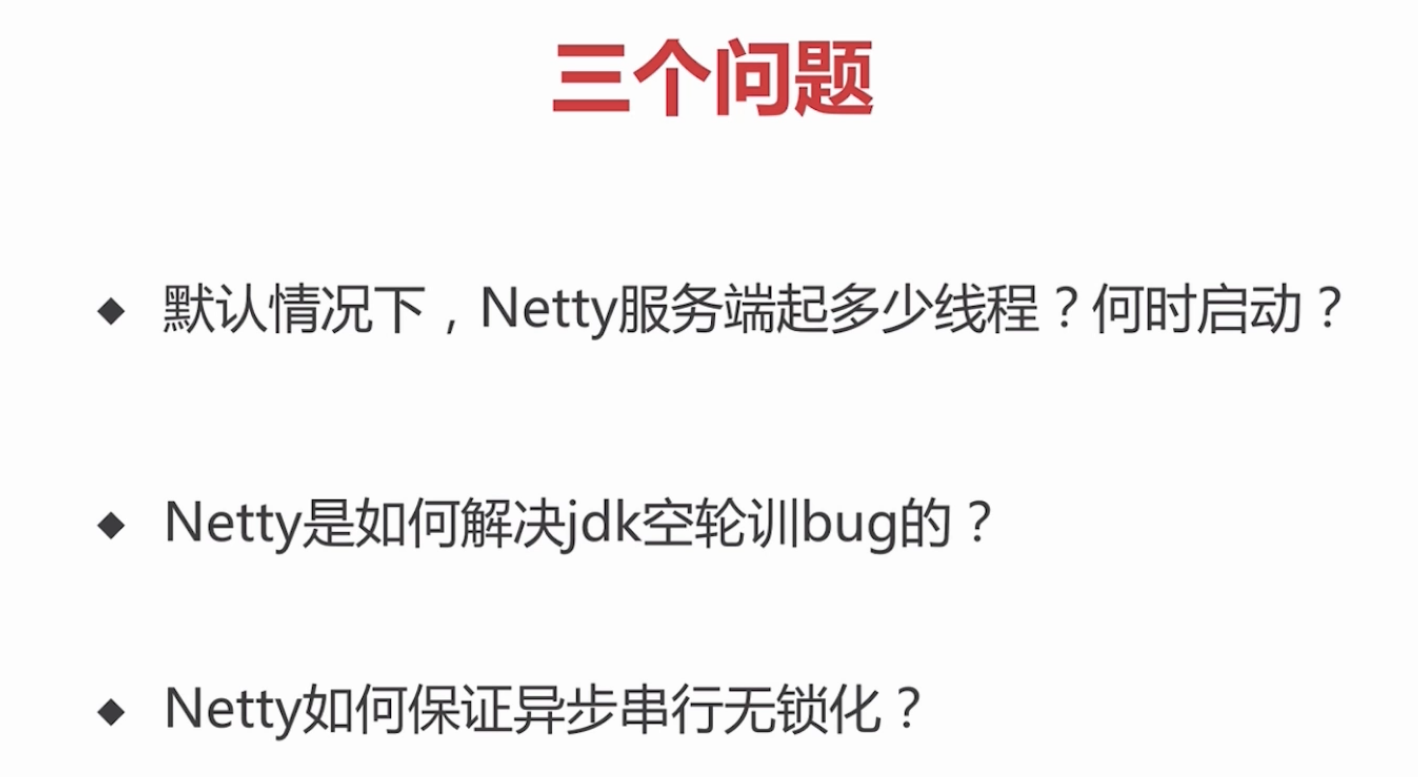 三个问题
◆ 默认情况下，Netty服务端起多少线程？何时启动？
◆ Netty是如何解决jdk空轮训bug的？
◆ Netty如何保证异步串行无锁化？